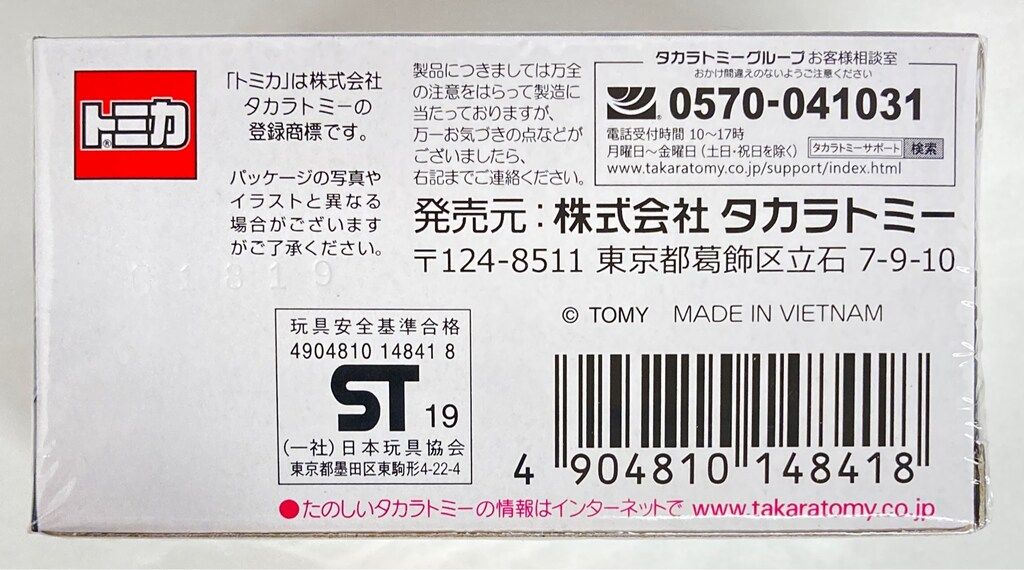 トミカ®
「トミカ」は株式会社
タカラトミーの
登録商標です。
パッケージの写真や
イラストと異なる
場合がございます
がご了承ください。
製品につきましては万全
の注意をはらって製造に
当たっておりますが、
万一お気づきの点などが
ございましたら、
右記までご連絡ください。
タカラトミーグループ お客様相談室
おかけ間違えのないようご注意ください
0570-041031
電話受付時間 10〜17時
月曜日〜金曜日（土・祝日を除く） タカラトミーサポート 検索
www.takaratomy.co.jp/support/index.html
発売元：株式会社 タカラトミー
〒124-8511 東京都葛飾区立石 7-9-10
© TOMY MADE IN VIETNAM
玩具安全基準合格
4904810 14841 8
ST 19
(一社)日本玩具協会
東京都墨田区東駒形4-22-4
4 904810 148418
●たのしいタカラトミーの情報はインターネットで www.takaratomy.co.jp